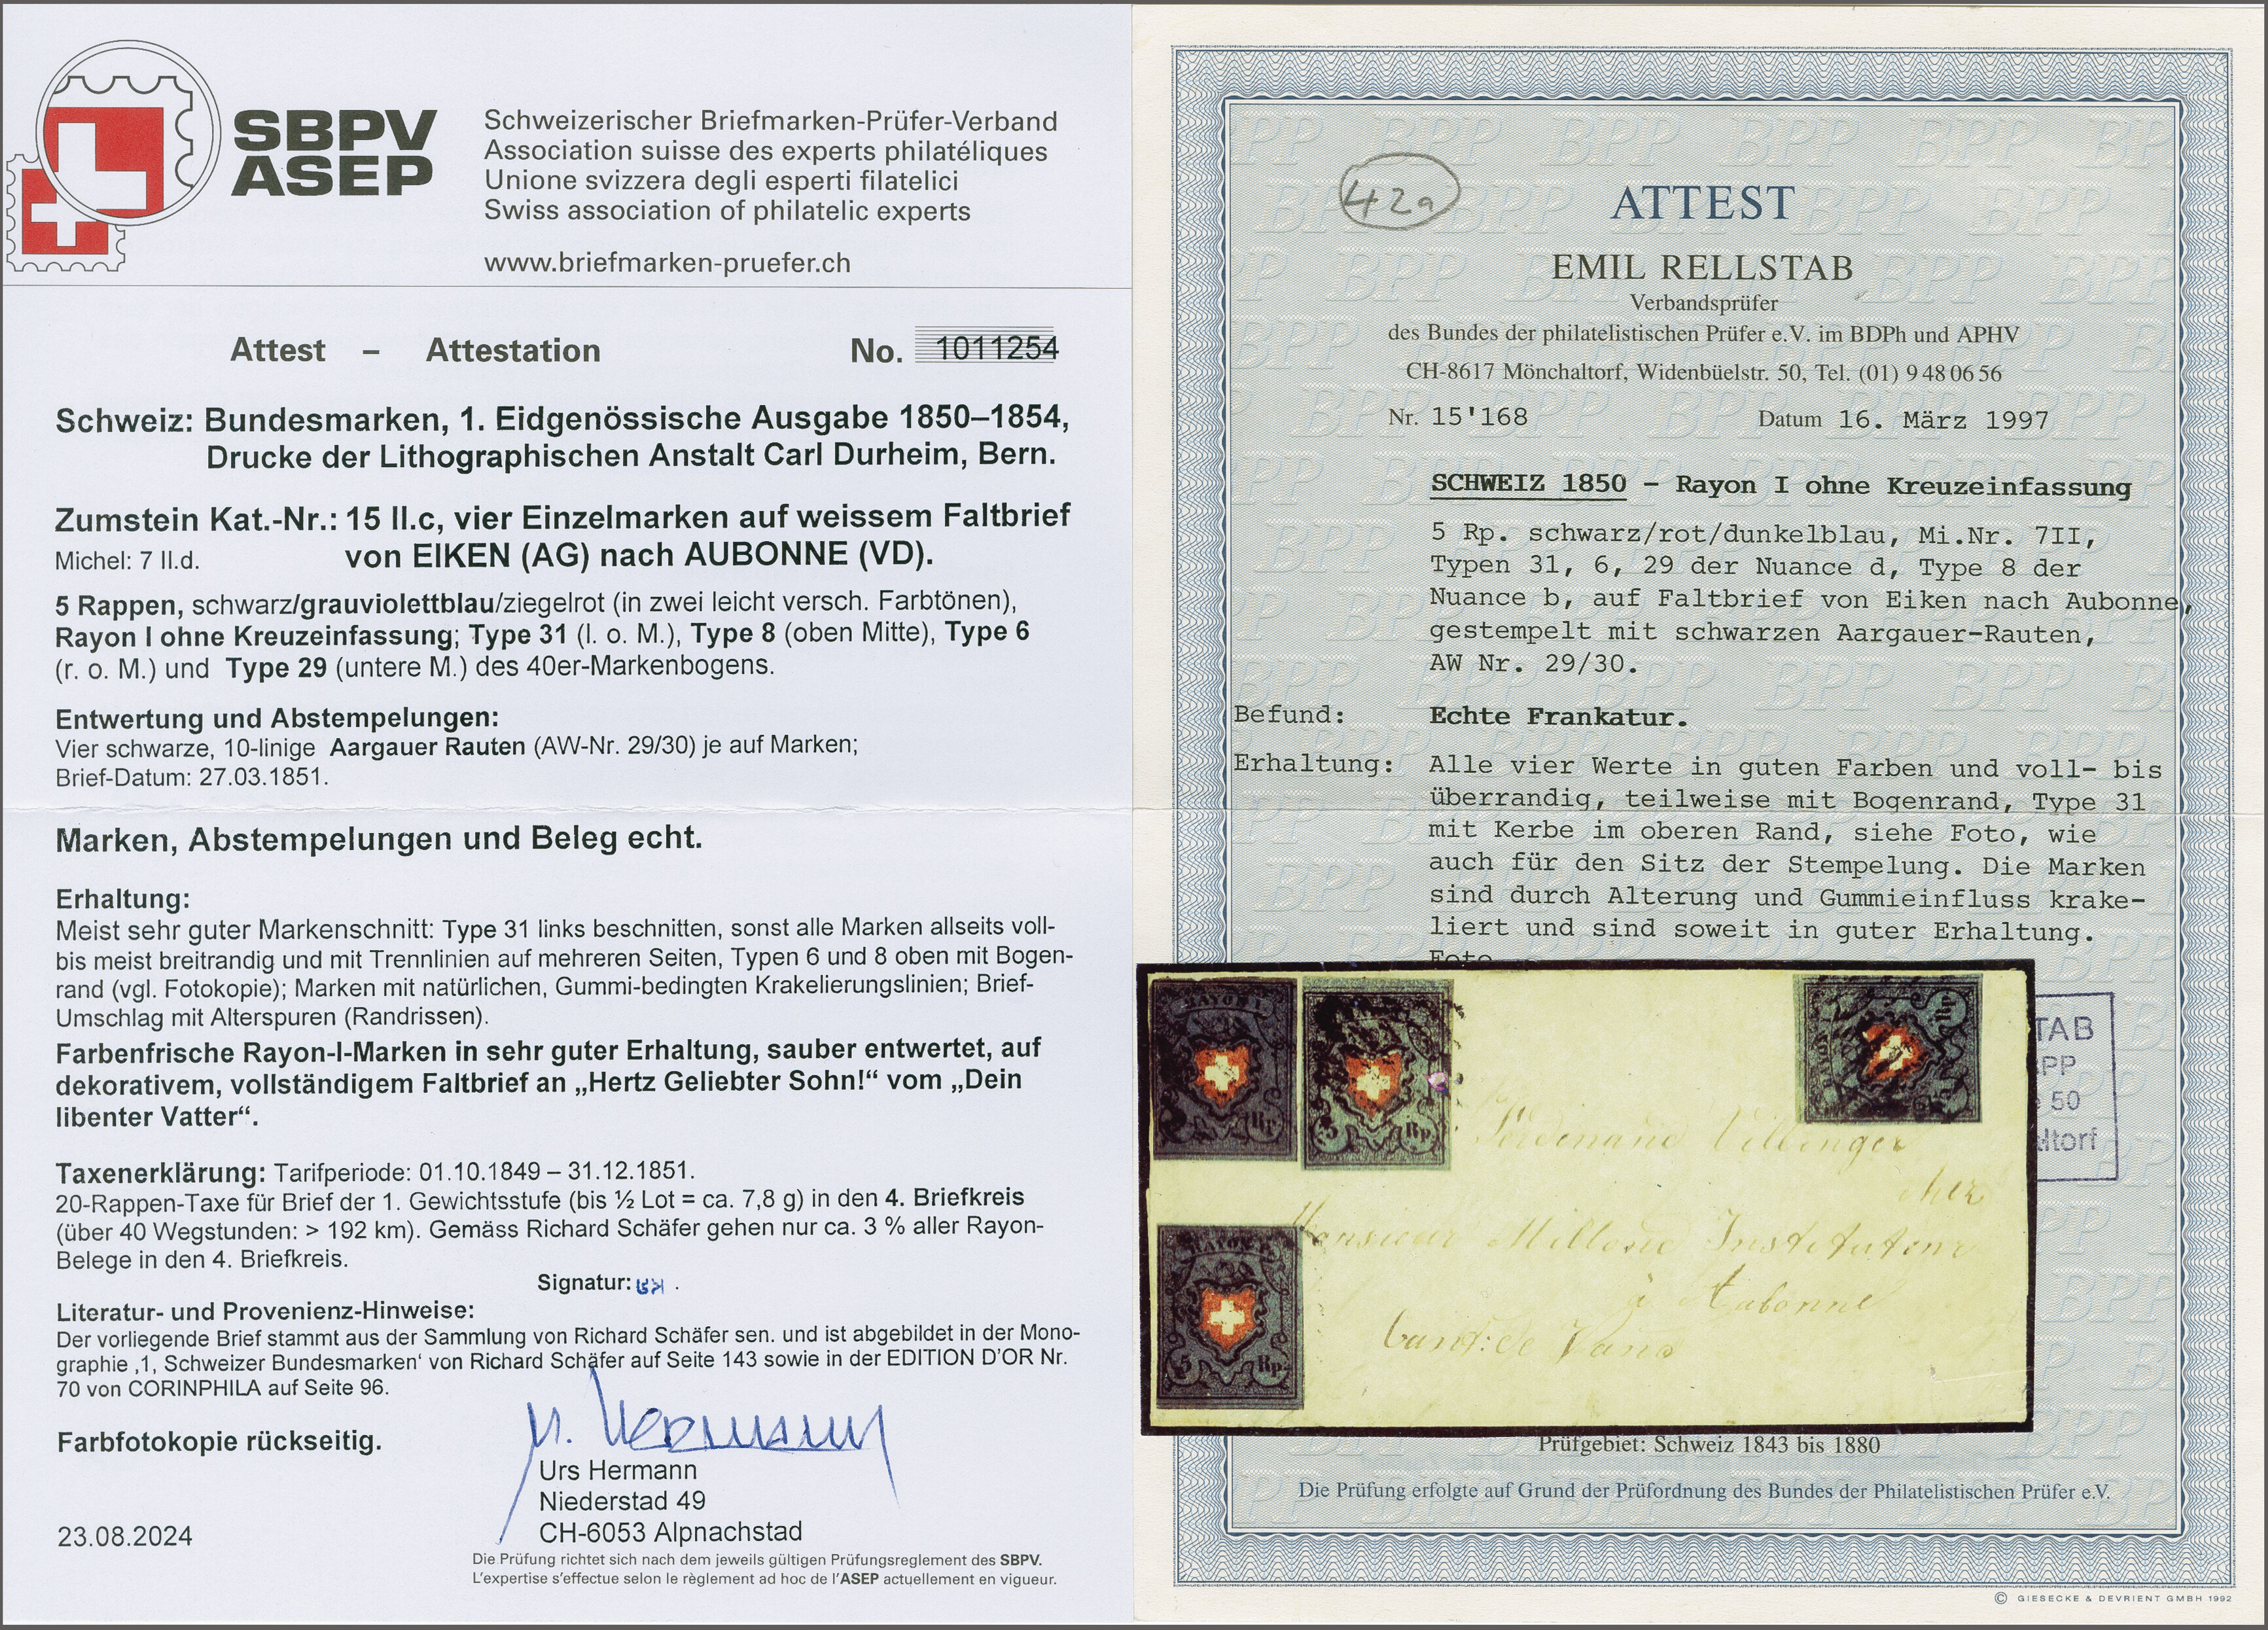 SBPV
ASEP
Schweizerischer Briefmarken-Prüfer-Verband
Association suisse des experts philatéliques
Unione svizzera degli esperti filatelici
Swiss association of philatelic experts
www.briefmarken-pruefer.ch
Attest – Attestation No. 1011254
Schweiz: Bundesmarken, 1. Eidgenössische Ausgabe 1850–1854,
Drucke der Lithographischen Anstalt Carl Durheim, Bern.
Zumstein Kat.-Nr.: 15 II.c, vier Einzelmarken auf weissem Faltbrief
Michel: 7 II.d. von EIKEN (AG) nach AUBONNE (VD).
5 Rappen, schwarz/grauviolettblau/ziegelrot (in zwei leicht versch. Farbtönen),
Rayon I ohne Kreuzeinfassung; Type 31 (l. o. M.), Type 8 (oben Mitte), Type 6
(r. o. M.) und Type 29 (untere M.) des 40er-Markenbogens.
Entwertung und Abstempelungen:
Vier schwarze, 10-linige Aargauer Rauten (AW-Nr. 29/30) je auf Marken;
Brief-Datum: 27.03.1851.
Marken, Abstempelungen und Beleg echt.
Erhaltung:
Meist sehr guter Markenschnitt: Type 31 links beschnitten, sonst alle Marken allseits voll-
bis meist breitrandig und mit Trennlinien auf mehreren Seiten, Typen 6 und 8 oben mit Bogen-
rand (vgl. Fotokopie); Marken mit natürlichen, Gummi-bedingten Krakelierungslinien; Brief-
Umschlag mit Alterspuren (Randrissen).
Farbenfrische Rayon-I-Marken in sehr guter Erhaltung, sauber entwertet, auf
dekorativem, vollständigem Faltbrief an „Hertz Geliebter Sohn!“ vom „Dein
libenter Vatter“.
Taxenerklärung: Tarifperiode: 01.10.1849 – 31.12.1851.
20-Rappen-Taxe für Brief der 1. Gewichtsstufe (bis ½ Lot = ca. 7,8 g) in den 4. Briefkreis
(über 40 Wegstunden: > 192 km). Gemäss Richard Schäfer gehen nur ca. 3 % aller Rayon-
Belege in den 4. Briefkreis.
Signatur: .
Literatur- und Provenienz-Hinweise:
Der vorliegende Brief stammt aus der Sammlung von Richard Schäfer sen. und ist abgebildet in der Mono-
graphie ‚1, Schweizer Bundesmarken‘ von Richard Schäfer auf Seite 143 sowie in der EDITION D’OR Nr.
70 von CORINPHILA auf Seite 96.
Farbfotokopie rückseitig.
Urs Hermann
Niederstad 49
23.08.2024 CH-6053 Alpnachstad
Die Prüfung richtet sich nach dem jeweils gültigen Prüfungsreglement des SBPV.
L’expertise s’effectue selon le règlement ad hoc de l’ASEP actuellement en vigueur.
42a
ATTEST
EMIL RELLSTAB
Verbandsprüfer
des Bundes der philatelistischen Prüfer e.V. im BDPh und APHV
CH-8617 Mönchaltorf, Widenbüelstr. 50, Tel. (01) 9 48 06 56
Nr. 15'168 Datum 16. März 1997
SCHWEIZ 1850 - Rayon I ohne Kreuzeinfassung
5 Rp. schwarz/rot/dunkelblau, Mi.Nr. 7II,
Typen 31, 6, 29 der Nuance d, Type 8 der
Nuance b, auf Faltbrief von Eiken nach Aubonne,
gestempelt mit schwarzen Aargauer-Rauten,
AW Nr. 29/30.
Befund: Echte Frankatur.
Erhaltung: Alle vier Werte in guten Farben und voll- bis
überrandig, teilweise mit Bogenrand, Type 31
mit Kerbe im oberen Rand, siehe Foto, wie
auch für den Sitz der Stempelung. Die Marken
sind durch Alterung und Gummieinfluss krake-
liert und sind soweit in guter Erhaltung.
Foto
RAYON I.
Rp.
5 Rp.
RAYON
Ferdinand Villinger
chez
Monsieur Millone Instituteur
à Aubonne
Cant: de Vaud
RAYON I.
5 Rp.
TAB
BPP
50
ltorf
Prüfgebiet: Schweiz 1843 bis 1880
Die Prüfung erfolgte auf Grund der Prüfordnung des Bundes der Philatelistischen Prüfer e.V.
© GIESECKE & DEVRIENT GMBH 1992